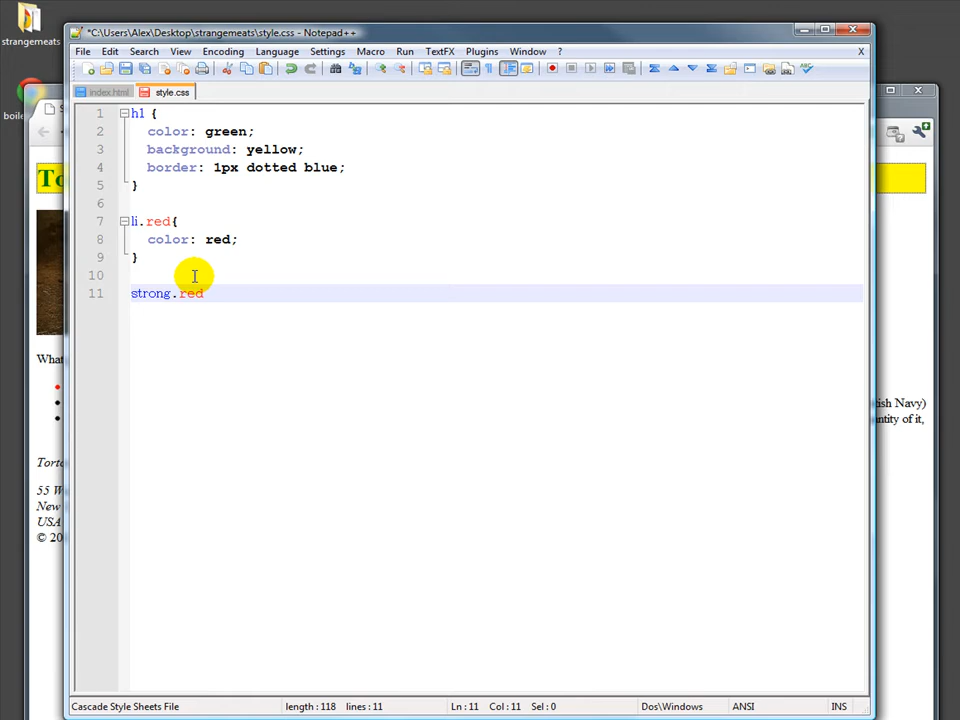 strangemeats
*C:\Users\Alex\Desktop\strangemeats\style.css - Notepad++
File Edit Search View Encoding Language Settings Macro Run TextFX Plugins Window ? X
index.html style.css
boile
1 h1 {
2 color: green;
3 background: yellow;
4 border: 1px dotted blue;
5 }
6
7 li.red{
8 color: red;
9 }
10
11 strong.red
To
What
ish Navy)
ntity of it,
Torto
55 W
New
USA
© 20
Cascade Style Sheets File length : 118 lines : 11 Ln : 11 Col : 11 Sel : 0 Dos\Windows ANSI INS